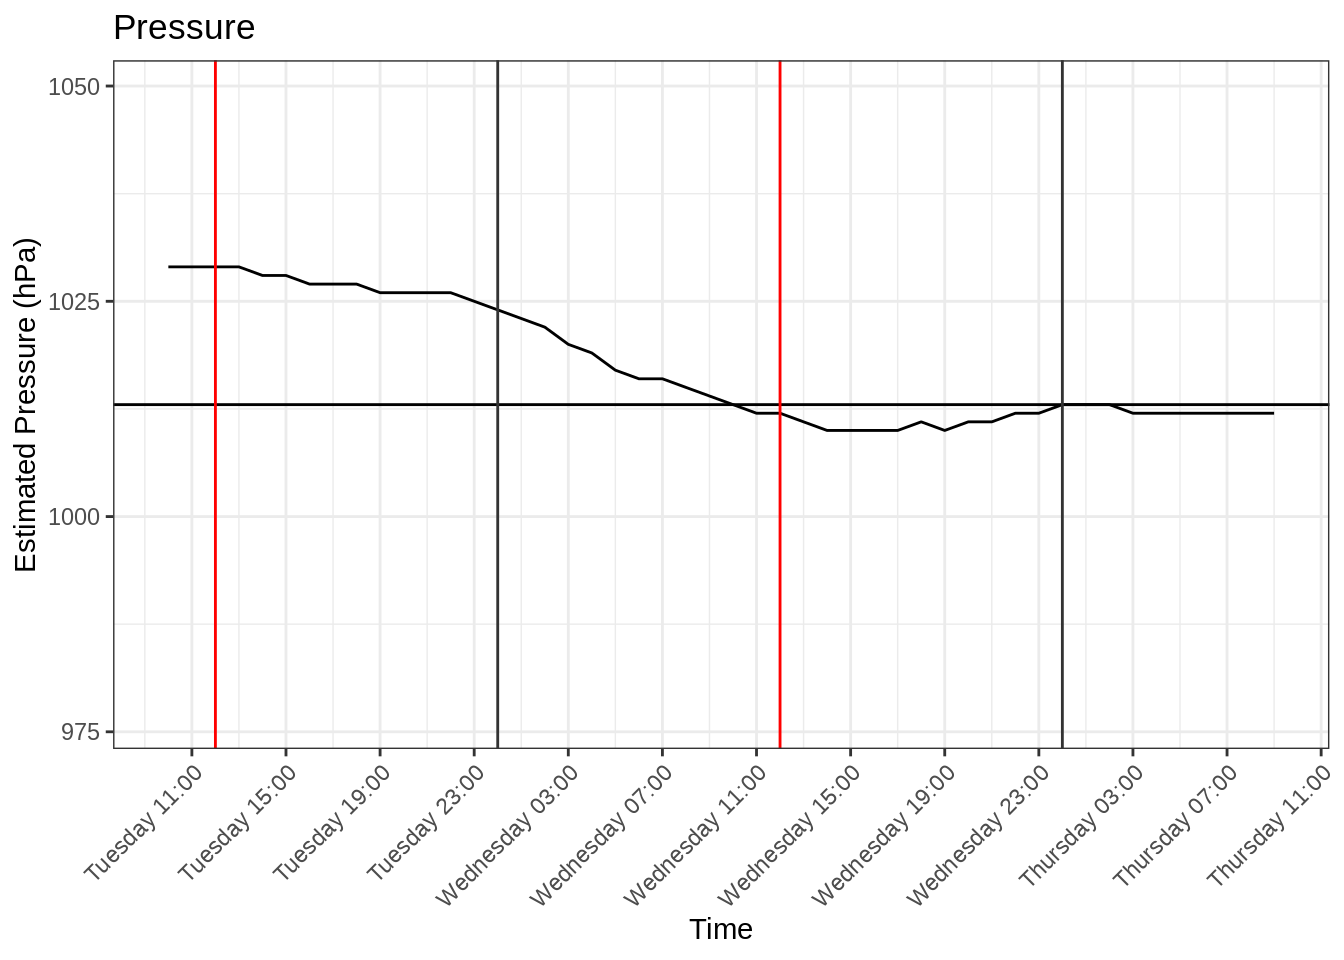 Pressure
Estimated Pressure (hPa)
1050
1025
1000
975
Tuesday 11:00
Tuesday 15:00
Tuesday 19:00
Tuesday 23:00
Wednesday 03:00
Wednesday 07:00
Wednesday 11:00
Wednesday 15:00
Wednesday 19:00
Wednesday 23:00
Thursday 03:00
Thursday 07:00
Thursday 11:00
Time